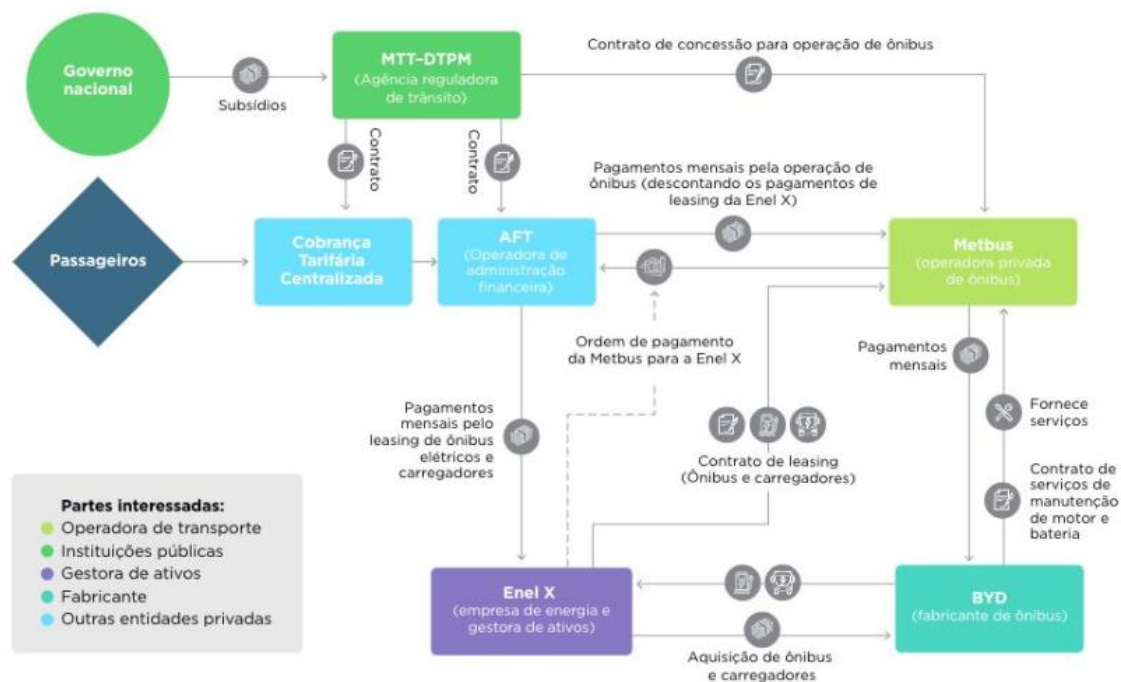 Governo
nacional
Subsídios
MTT–DTPM
(Agência reguladora
de trânsito)
Contrato de concessão para operação de ônibus
Contrato
Contrato
Passageiros
Cobrança
Tarifária
Centralizada
AFT
(Operadora de
administração
financeira)
Pagamentos mensais pela operação de
ônibus (descontando os pagamentos de
leasing da Enel X)
Metbus
(operadora privada
de ônibus)
Ordem de pagamento
da Metbus para a Enel X
Pagamentos
mensais
Pagamentos
mensais pelo
leasing de ônibus
elétricos e
carregadores
Contrato de leasing
(Ônibus e carregadores)
Fornece
serviços
Contrato de
serviços de
manutenção
de motor e
bateria
Partes interessadas:
Operadora de transporte
Instituições públicas
Gestora de ativos
Fabricante
Outras entidades privadas
Enel X
(empresa de energia e
gestora de ativos)
BYD
(fabricante de ônibus)
Aquisição de ônibus
e carregadores